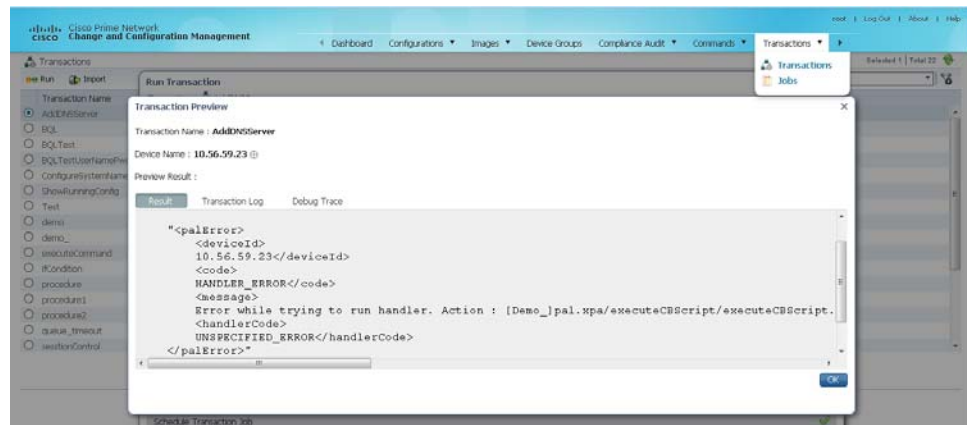 root | Log Out | About | Help
Cisco Prime Network
cisco Change and Configuration Management
Dashboard Configurations Images Device Groups Compliance Audit Commands Transactions
Transactions
Jobs
Transactions
Selected 1 | Total 22
Run Import
Run Transaction
Transaction Name
AddDNSServer
BQL
BQLTest
BQLTestUserNamePw
ConfigureSystemName
ShowRunningConfig
Test
demo
demo_
executeCommand
IfCondition
procedure
procedure1
procedure2
queue_timeout
sessionControl
Transaction Preview
Transaction Name : AddDNSServer
Device Name : 10.56.59.23
Preview Result :
Result Transaction Log Debug Trace
"<palError>
<deviceId>
10.56.59.23</deviceId>
<code>
HANDLER_ERROR</code>
<message>
Error while trying to run handler. Action : [Demo_]pal.xpa/executeCBScript/executeCBScript.
<handlerCode>
UNSPECIFIED_ERROR</handlerCode>
</palError>"
OK
Schedule Transaction Job